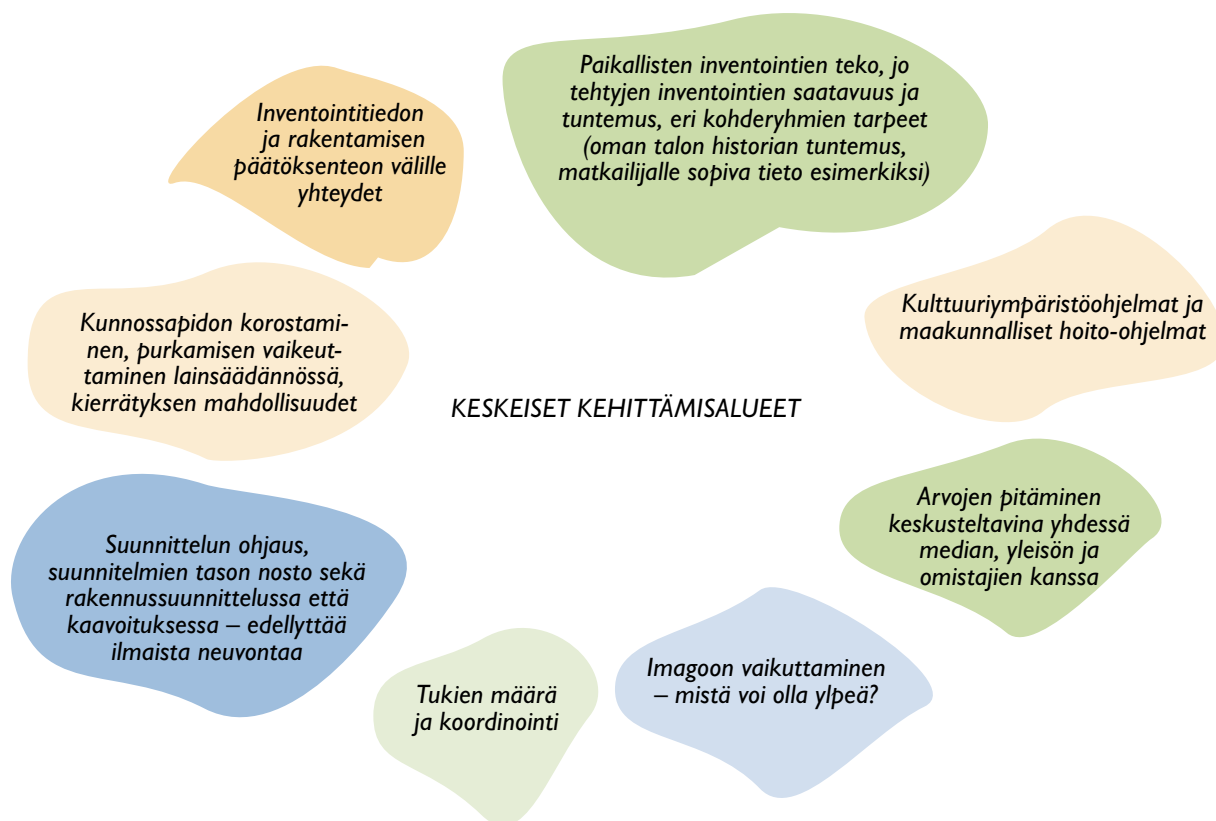 Paikallisten inventointien teko, jo
tehtyjen inventointien saatavuus ja
tuntemus, eri kohderyhmien tarpeet
(oman talon historian tuntemus,
matkailijalle sopiva tieto esimerkiksi)
Inventointitiedon
ja rakentamisen
päätöksenteon välille
yhteydet
Kulttuuriympäristöohjelmat ja
maakunnalliset hoito-ohjelmat
Kunnossapidon korostami-
nen, purkamisen vaikeut-
taminen lainsäädännössä,
kierrätyksen mahdollisuudet
KESKEISET KEHITTÄMISALUEET
Arvojen pitäminen
keskusteltavina yhdessä
median, yleisön ja
omistajien kanssa
Suunnittelun ohjaus,
suunnitelmien tason nosto sekä
rakennussuunnittelussa että
kaavoituksessa – edellyttää
ilmaista neuvontaa
Imagoon vaikuttaminen
– mistä voi olla ylpeä?
Tukien määrä
ja koordinointi